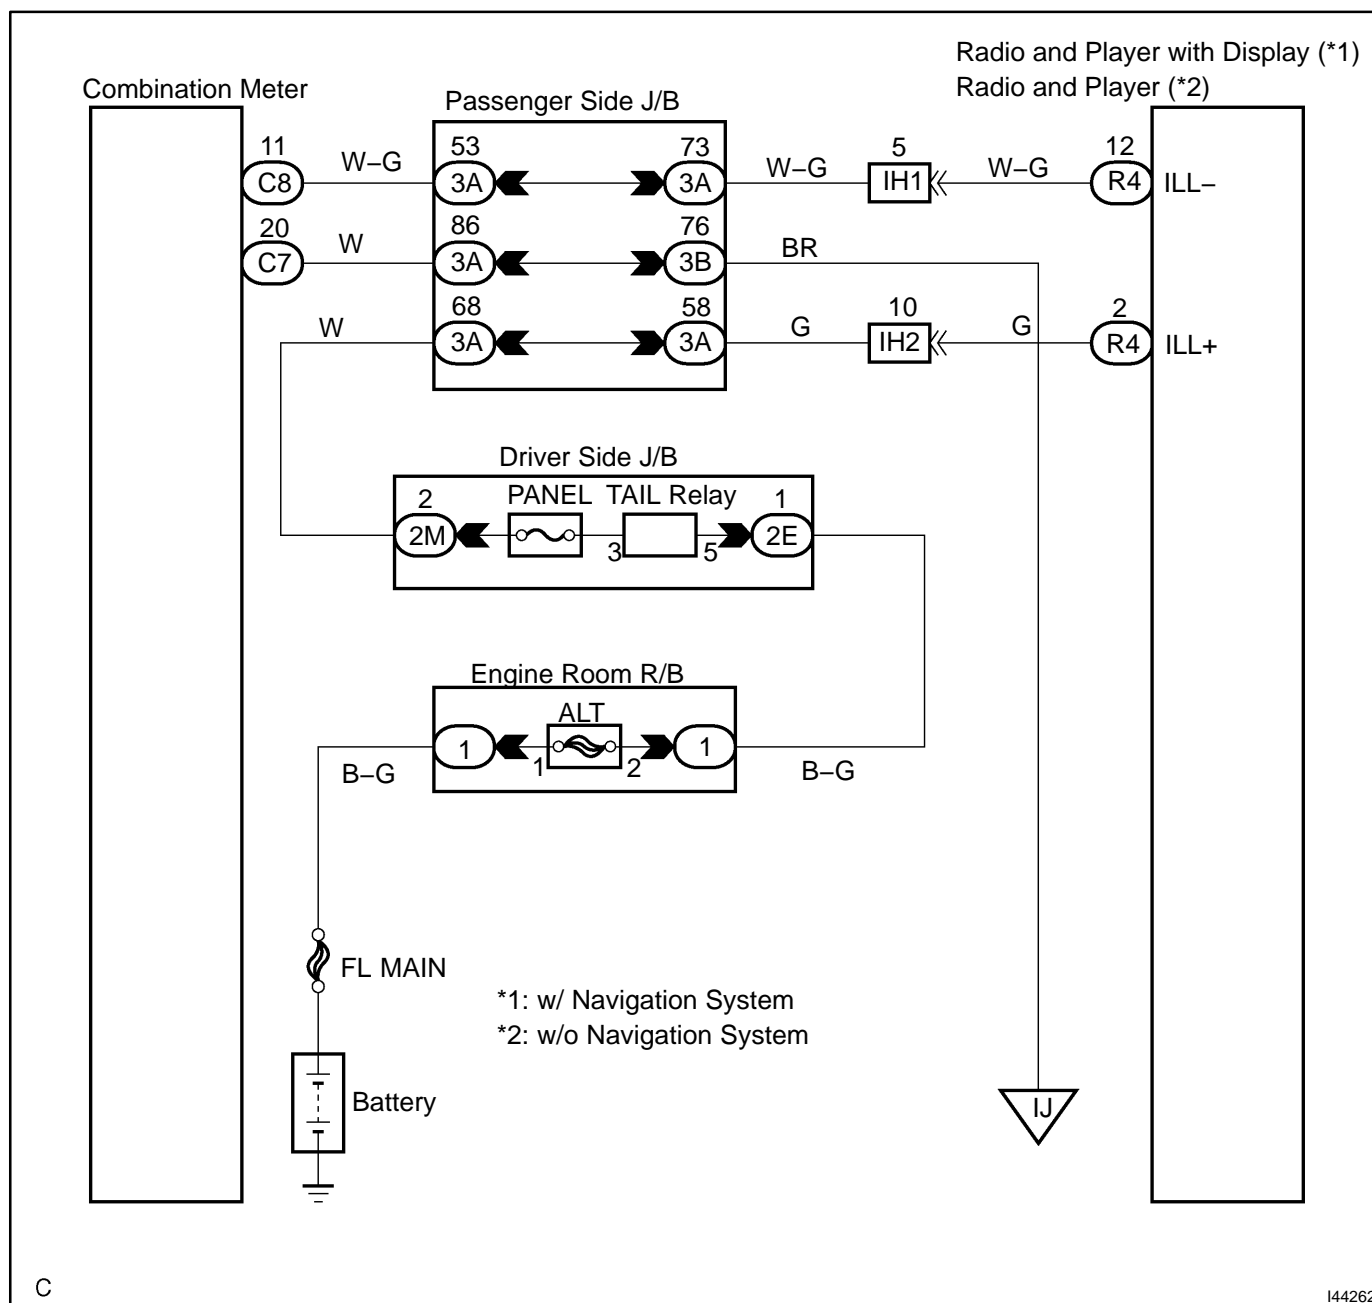 Radio and Player with Display (*1)
Combination Meter
Passenger Side J/B
Radio and Player (*2)
11
53
73
5
12
C8
W–G
3A
3A
W–G
IH1
W–G
R4
ILL–
20
86
76
C7
W
3A
3B
BR
68
58
10
2
W
3A
3A
G
IH2
G
R4
ILL+
Driver Side J/B
2
PANEL
TAIL Relay
1
2M
3
5
2E
Engine Room R/B
ALT
1
1
2
1
B–G
B–G
FL MAIN
*1: w/ Navigation System
*2: w/o Navigation System
Battery
IJ
C
I44262